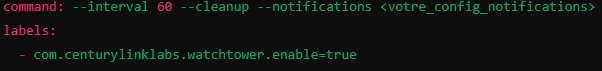 command: --interval 60 --cleanup --notifications <votre_config_notifications>
labels:
- com.centurylinklabs.watchtower.enable=true